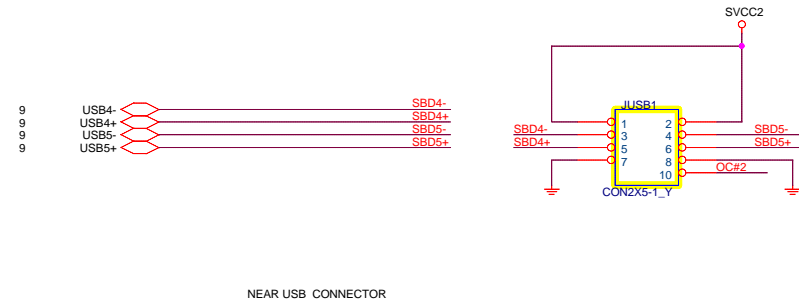 SVCC2
9 USB4- SBD4-
9 USB4+ SBD4+
9 USB5- SBD5-
9 USB5+ SBD5+
JUSB1
1 2
SBD4- 3 4 SBD5-
SBD4+ 5 6 SBD5+
7 8
10 OC#2
CON2X5-1_Y
NEAR USB CONNECTOR